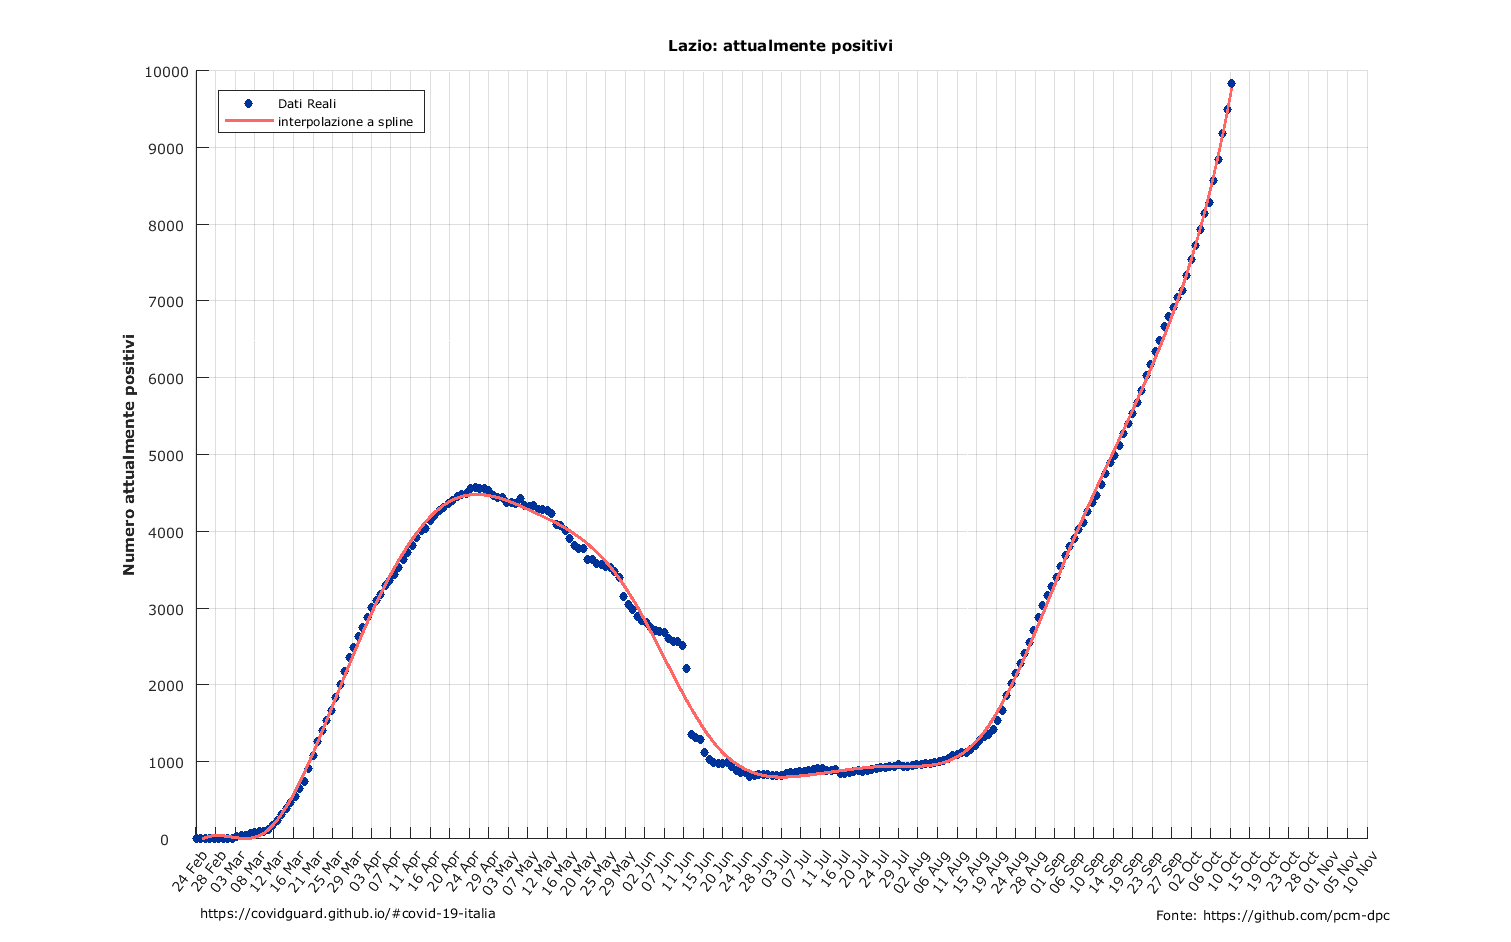 Lazio: attualmente positivi
Dati Reali
interpolazione a spline
Numero attualmente positivi
10000
9000
8000
7000
6000
5000
4000
3000
2000
1000
0
24 Feb
28 Feb
03 Mar
08 Mar
12 Mar
16 Mar
21 Mar
25 Mar
29 Mar
03 Apr
07 Apr
11 Apr
16 Apr
20 Apr
24 Apr
29 Apr
03 May
07 May
12 May
16 May
20 May
25 May
29 May
02 Jun
07 Jun
11 Jun
15 Jun
20 Jun
24 Jun
28 Jun
03 Jul
07 Jul
11 Jul
16 Jul
20 Jul
24 Jul
29 Jul
02 Aug
06 Aug
11 Aug
15 Aug
19 Aug
24 Aug
28 Aug
01 Sep
06 Sep
10 Sep
14 Sep
19 Sep
23 Sep
27 Sep
02 Oct
06 Oct
10 Oct
15 Oct
19 Oct
23 Oct
28 Oct
01 Nov
05 Nov
10 Nov
https://covidguard.github.io/#covid-19-italia
Fonte: https://github.com/pcm-dpc